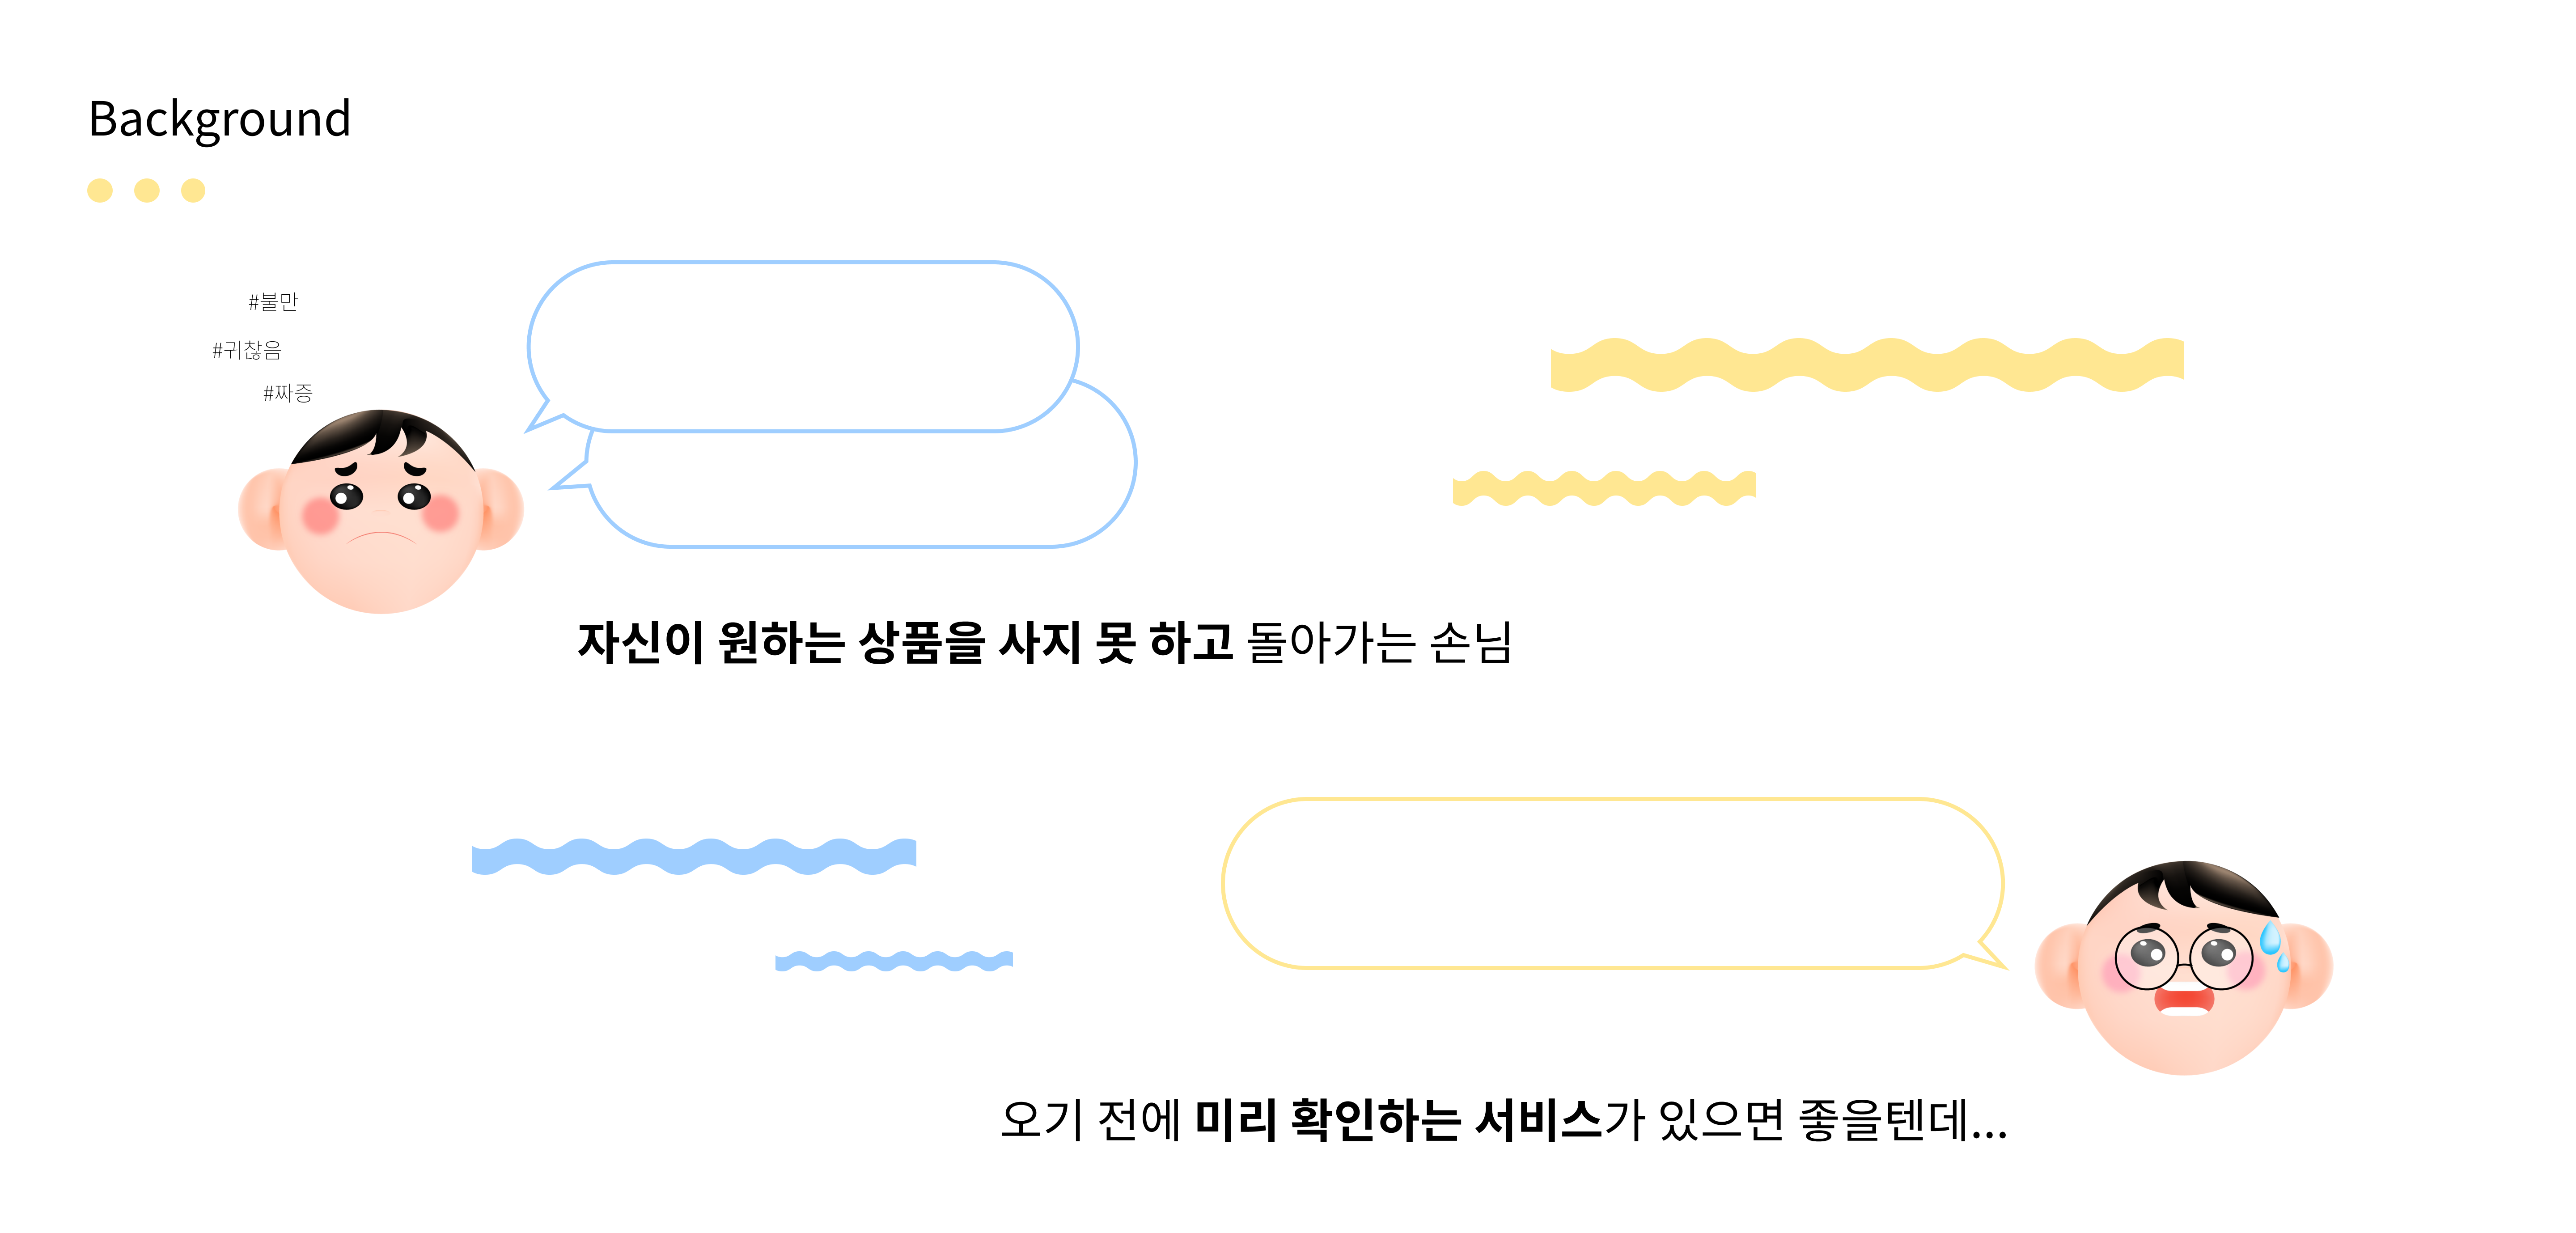 Background
#불만
#귀찮음
#짜증
자신이 원하는 상품을 사지 못 하고 돌아가는 손님
오기 전에 미리 확인하는 서비스가 있으면 좋을텐데...